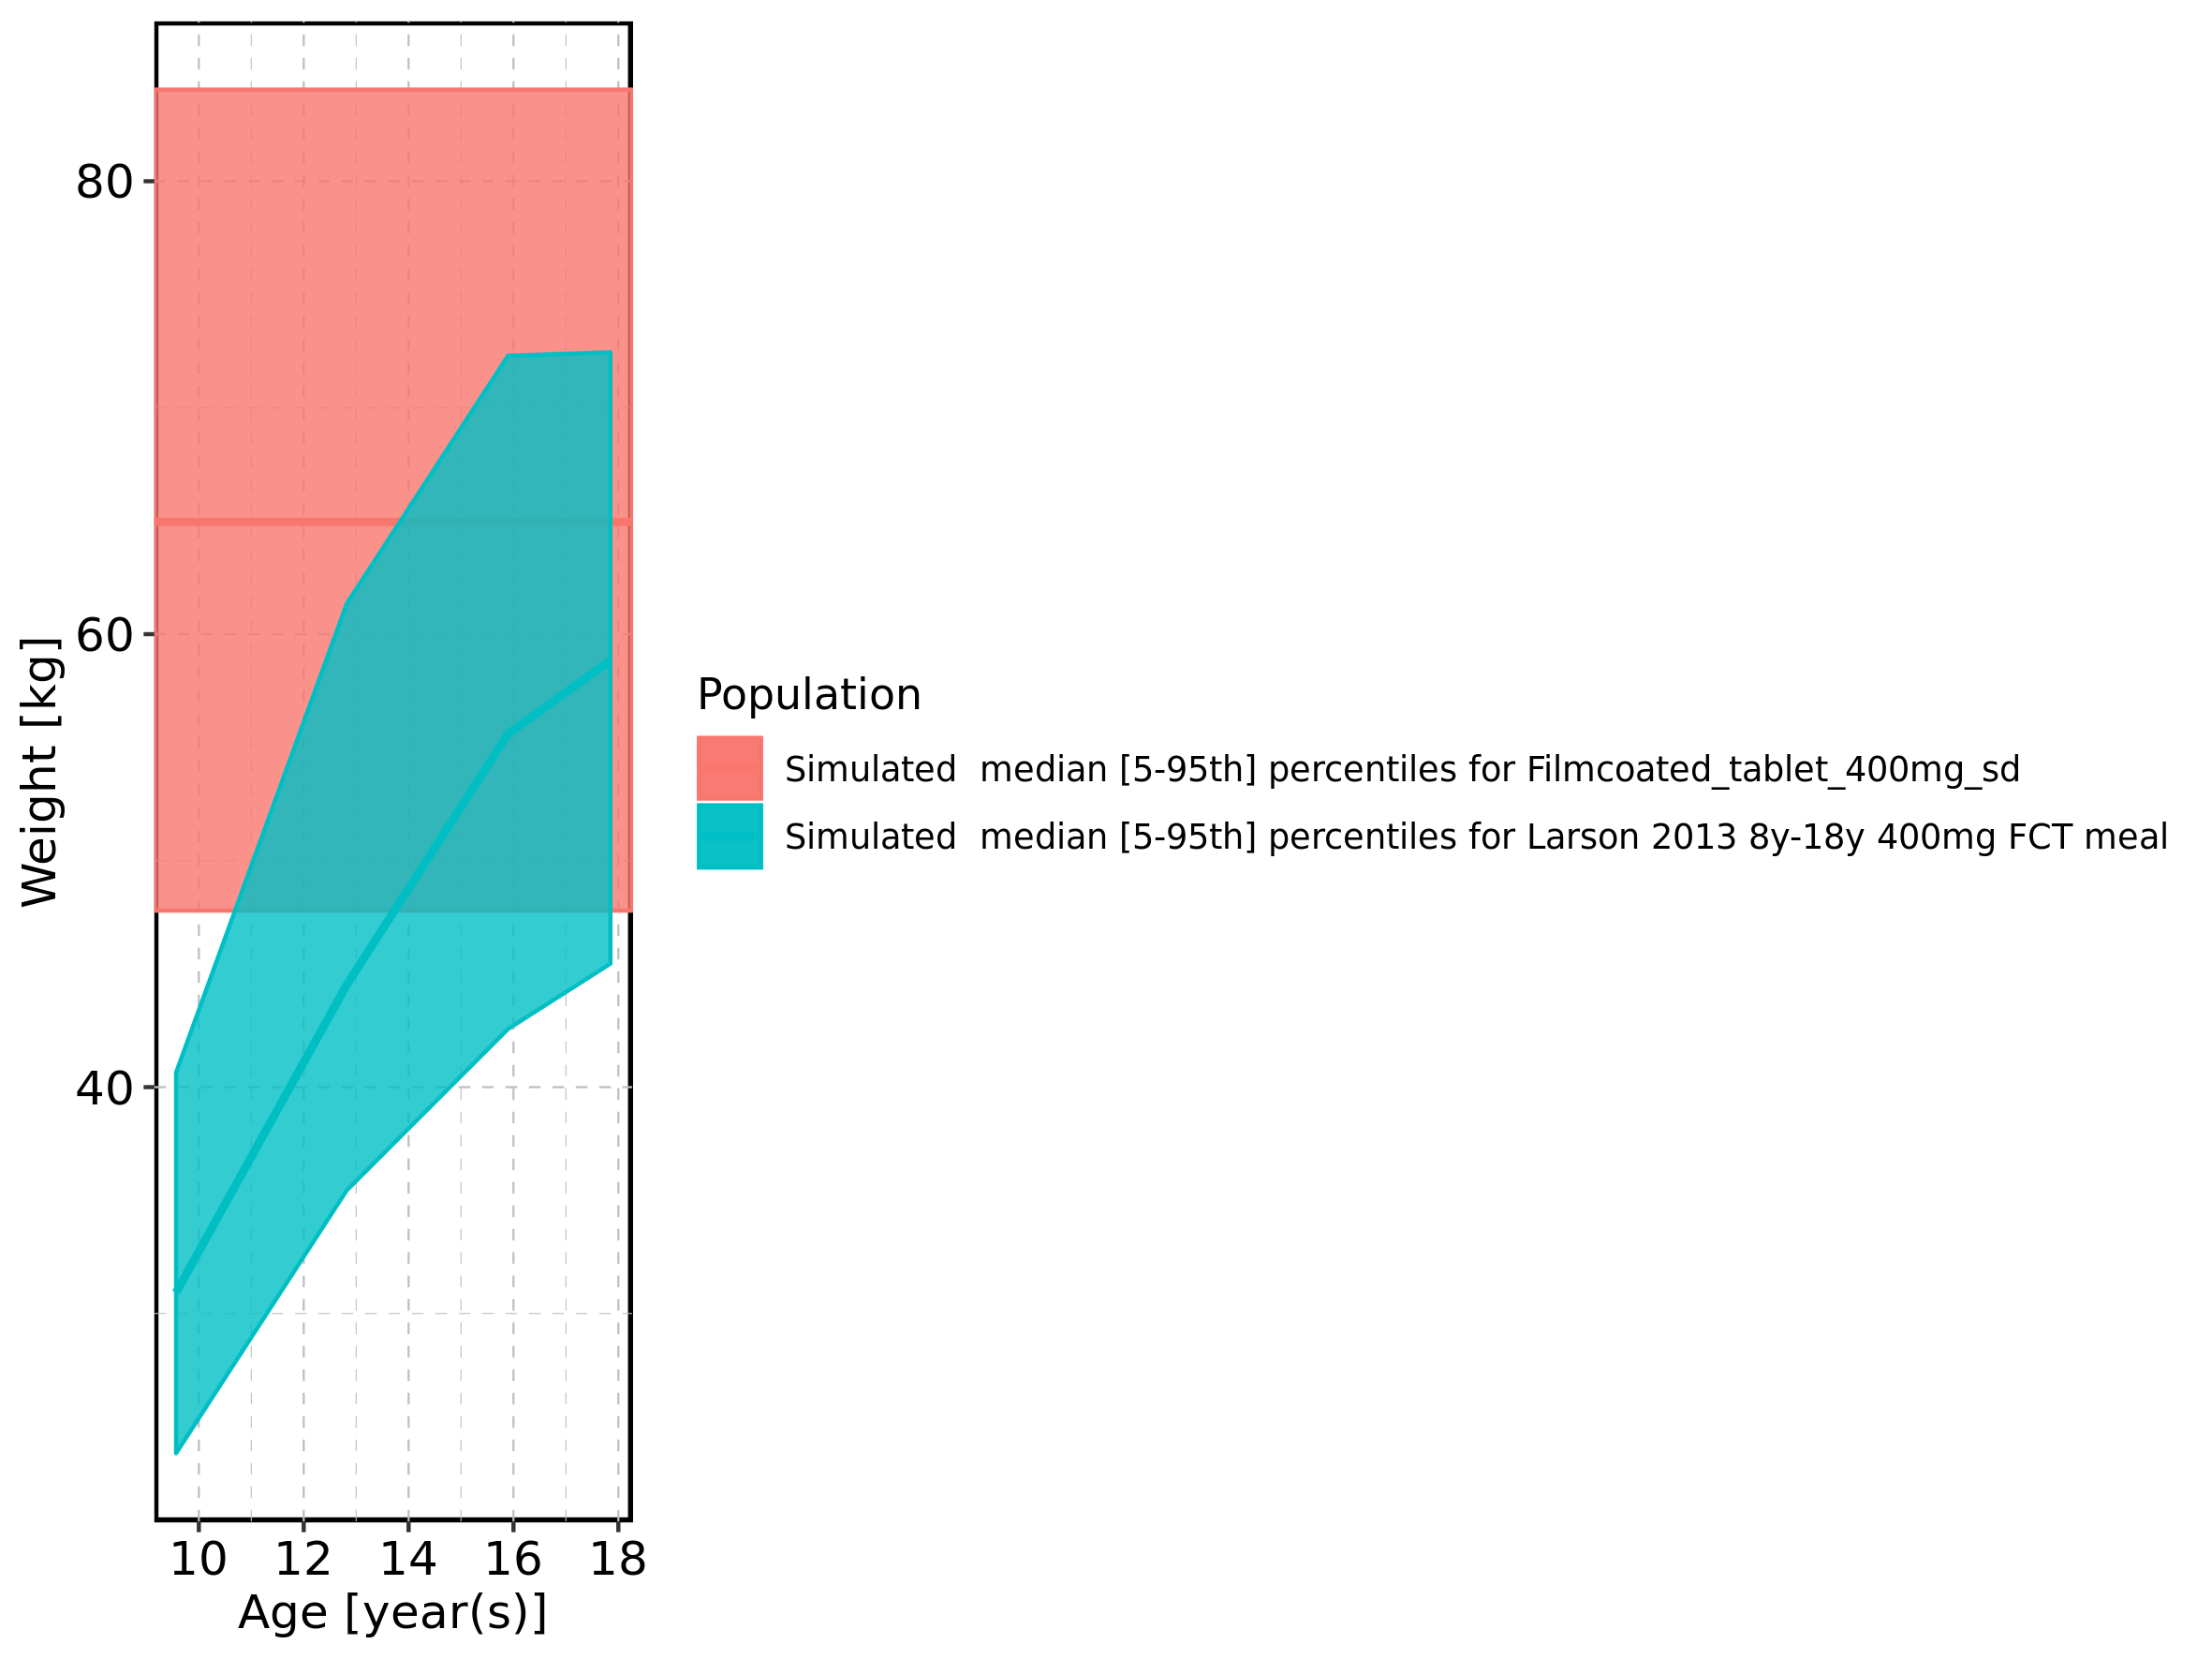 80
60
40
Weight [kg]
10 12 14 16 18
Age [year(s)]
Population
Simulated  median [5-95th] percentiles for Filmcoated_tablet_400mg_sd
Simulated  median [5-95th] percentiles for Larson 2013 8y-18y 400mg FCT meal